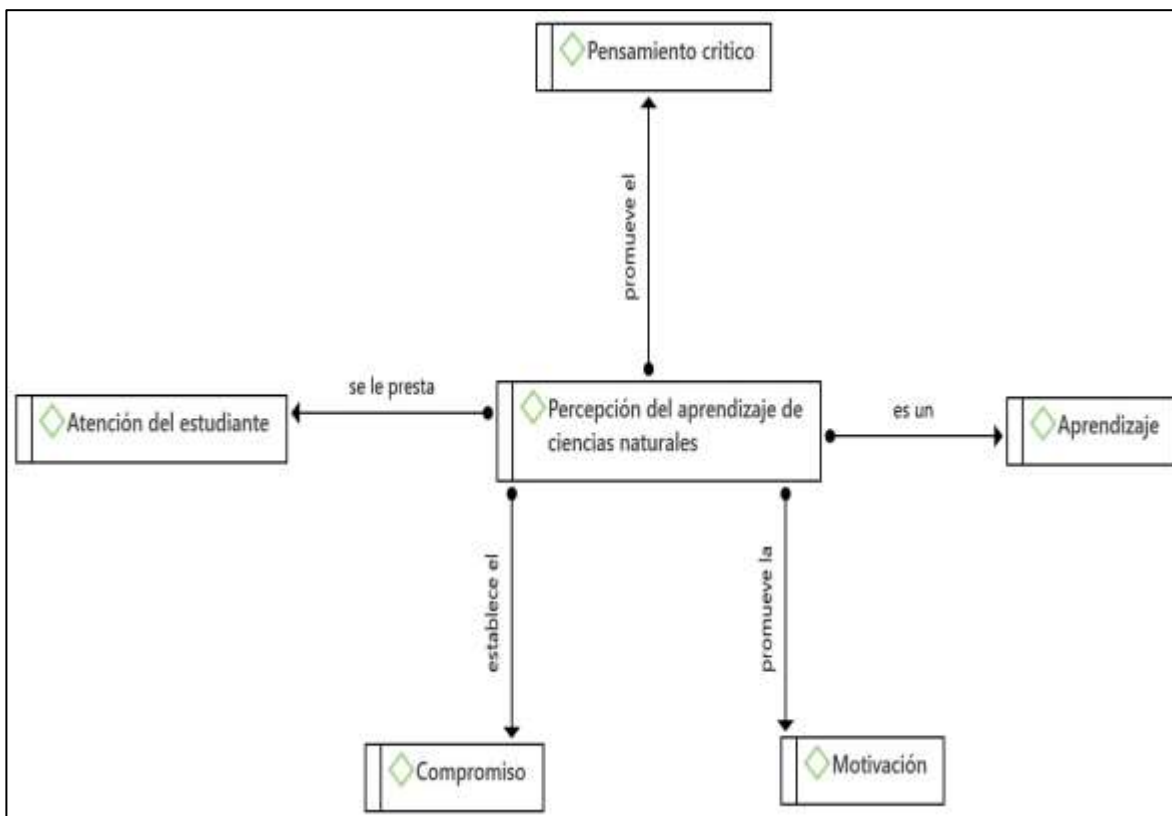 Pensamiento critico
promueve el
se le presta
Atención del estudiante
Percepción del aprendizaje de
ciencias naturales
es un
Aprendizaje
establece el
promueve la
Compromiso
Motivación